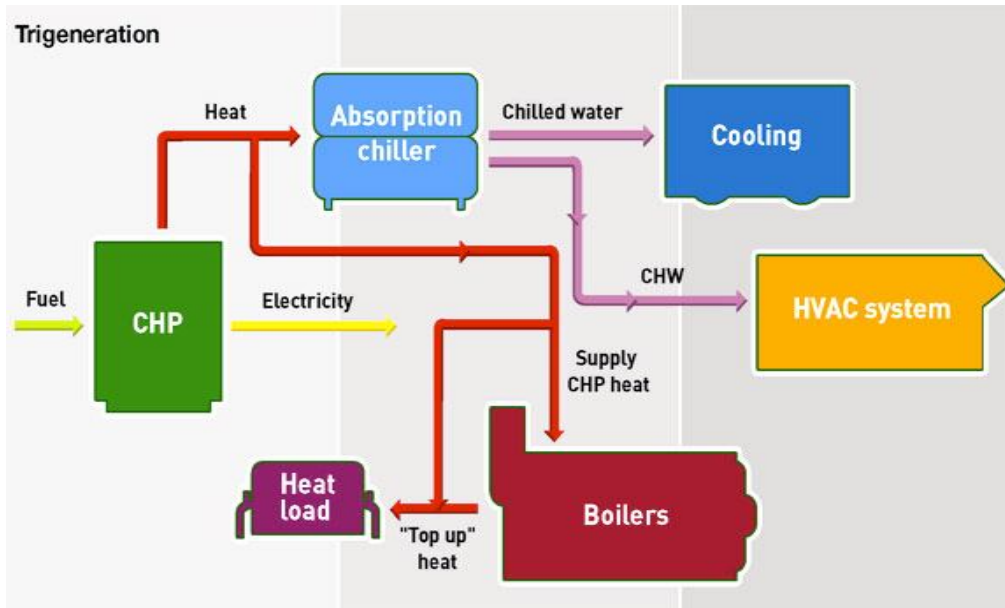 Trigeneration
Heat
Absorption
chiller
Chilled water
Cooling
Fuel
CHP
Electricity
CHW
HVAC system
Supply
CHP heat
Heat
load
"Top up"
heat
Boilers